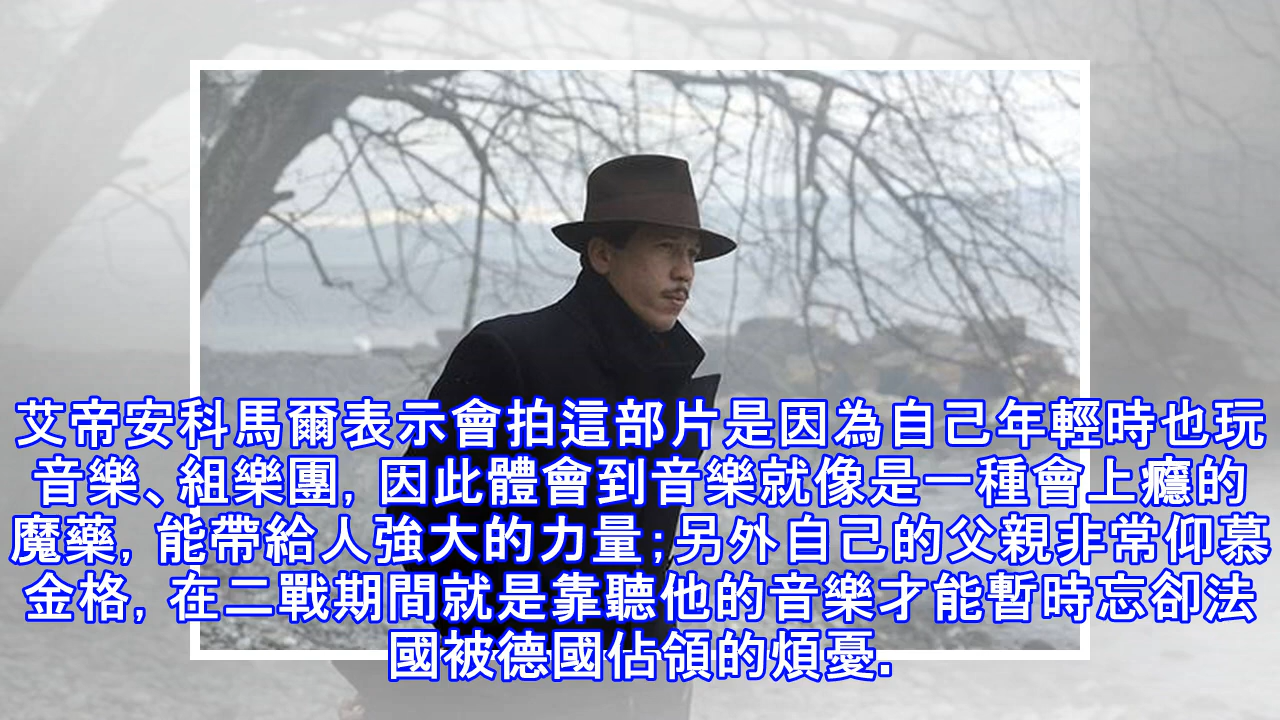 艾帝安科馬爾表示會拍這部片是因為自己年輕時也玩
音樂、組樂團, 因此體會到音樂就像是一種會上癮的
魔藥, 能帶給人強大的力量; 另外自己的父親非常仰慕
金格, 在二戰期間就是靠聽他的音樂才能暫時忘卻法
國被德國佔領的煩憂.